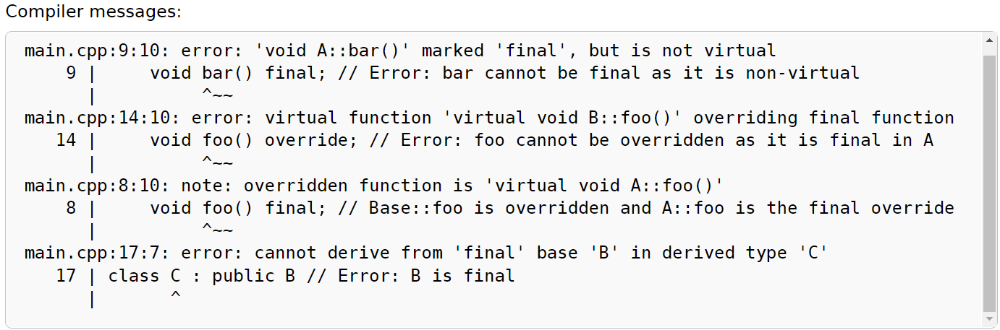 Compiler messages:
main.cpp:9:10: error: 'void A::bar()' marked 'final', but is not virtual
    9 |     void bar() final; // Error: bar cannot be final as it is non-virtual
      |          ^~~
main.cpp:14:10: error: virtual function 'virtual void B::foo()' overriding final function
   14 |     void foo() override; // Error: foo cannot be overridden as it is final in A
      |          ^~~
main.cpp:8:10: note: overridden function is 'virtual void A::foo()'
    8 |     void foo() final; // Base::foo is overridden and A::foo is the final override
      |          ^~~
main.cpp:17:7: error: cannot derive from 'final' base 'B' in derived type 'C'
   17 | class C : public B // Error: B is final
      |       ^